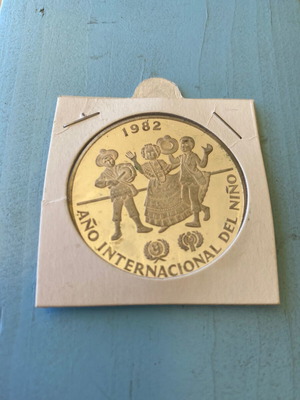 1982
AÑO INTERNACIONAL DEL NIÑO